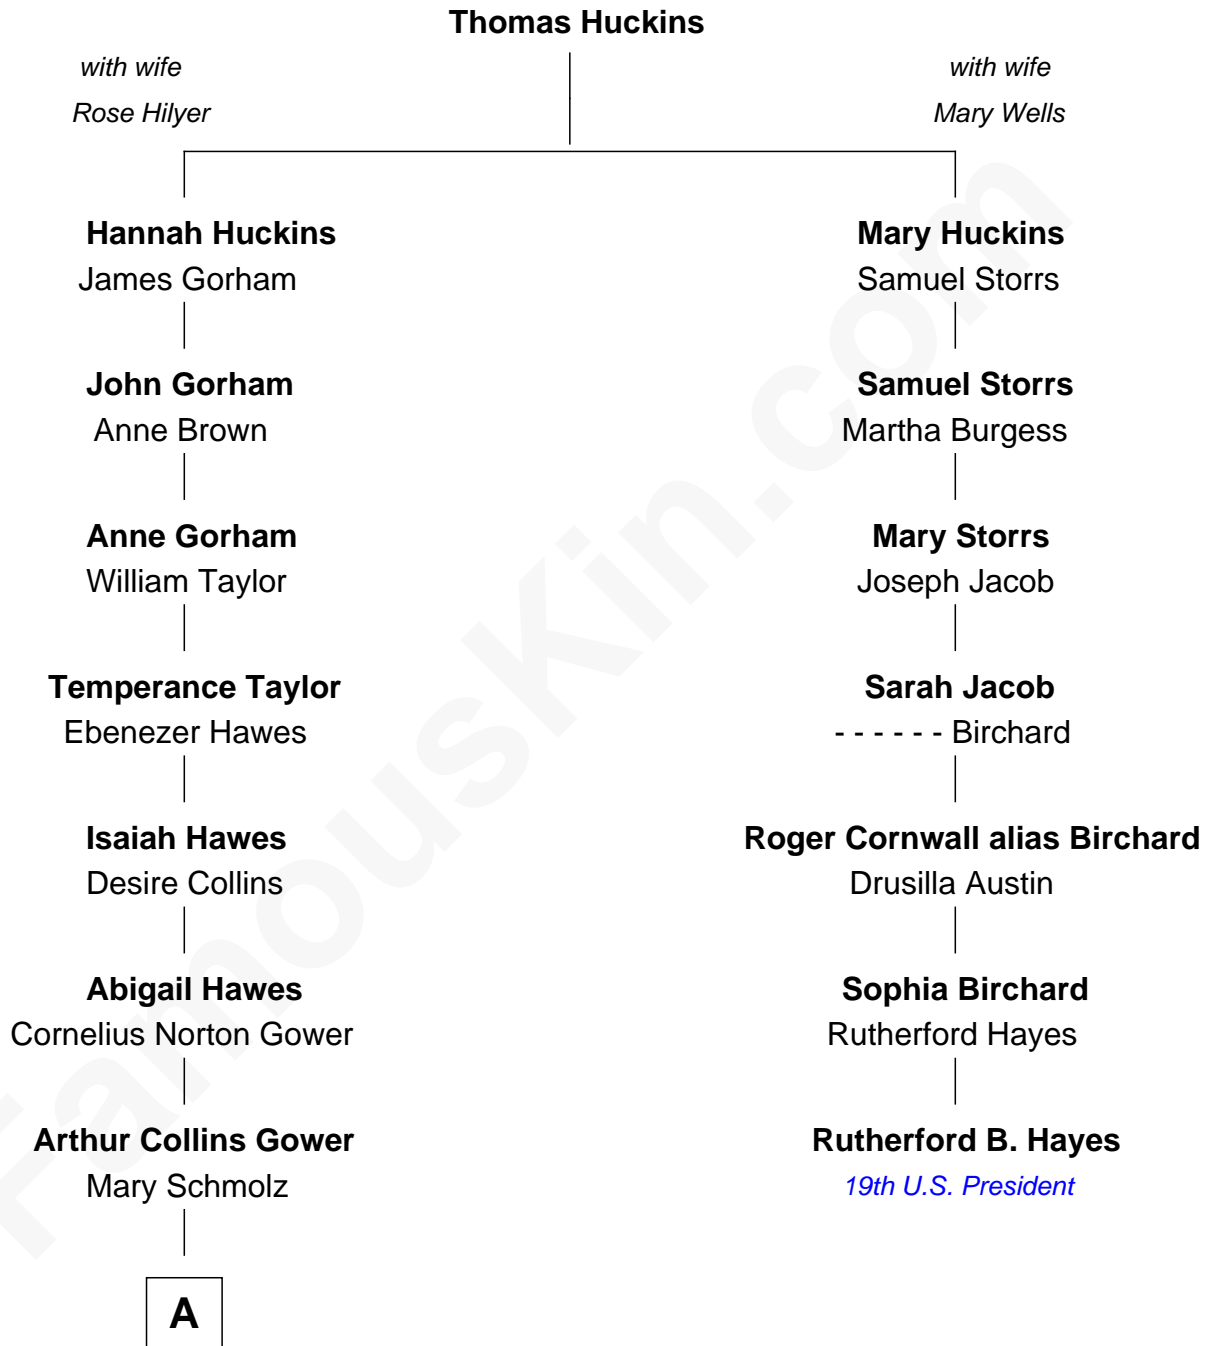 Thomas Huckins
with wife
Rose Hilyer
with wife
Mary Wells
Hannah Huckins
James Gorham
Mary Huckins
Samuel Storrs
John Gorham
Anne Brown
Samuel Storrs
Martha Burgess
Anne Gorham
William Taylor
Mary Storrs
Joseph Jacob
Temperance Taylor
Ebenezer Hawes
Sarah Jacob
- - - - - - Birchard
Isaiah Hawes
Desire Collins
Roger Cornwall alias Birchard
Drusilla Austin
Abigail Hawes
Cornelius Norton Gower
Sophia Birchard
Rutherford Hayes
Arthur Collins Gower
Mary Schmolz
Rutherford B. Hayes
19th U.S. President
A
FamousKin.com